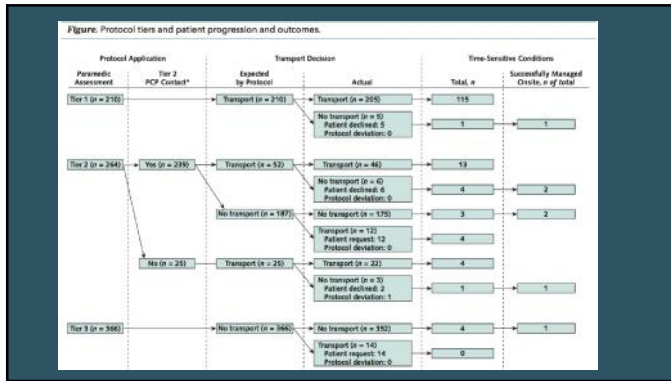 Figure. Protocol tiers and patient progression and outcomes.
Protocol Application
Transport Decision
Time-Sensitive Conditions
Paramedic Assessment
Tier 2 PCP Contact*
Expected by Protocol
Actual
Total, n
Successfully Managed Onsite, n of total
Tier 1 (n = 210)
Transport (n = 210)
Transport (n = 205)
115
No transport (n = 5)
Patient declined: 5
Protocol deviation: 0
1
1
Tier 2 (n = 264)
Yes (n = 239)
Transport (n = 52)
Transport (n = 46)
13
No transport (n = 6)
Patient declined: 6
Protocol deviation: 0
4
2
No transport (n = 187)
No transport (n = 175)
3
2
Transport (n = 12)
Patient request: 12
Protocol deviation: 0
4
No (n = 25)
Transport (n = 25)
Transport (n = 22)
4
No transport (n = 3)
Patient declined: 2
Protocol deviation: 1
1
1
Tier 3 (n = 366)
No transport (n = 366)
No transport (n = 352)
4
1
Transport (n = 14)
Patient request: 14
Protocol deviation: 0
0